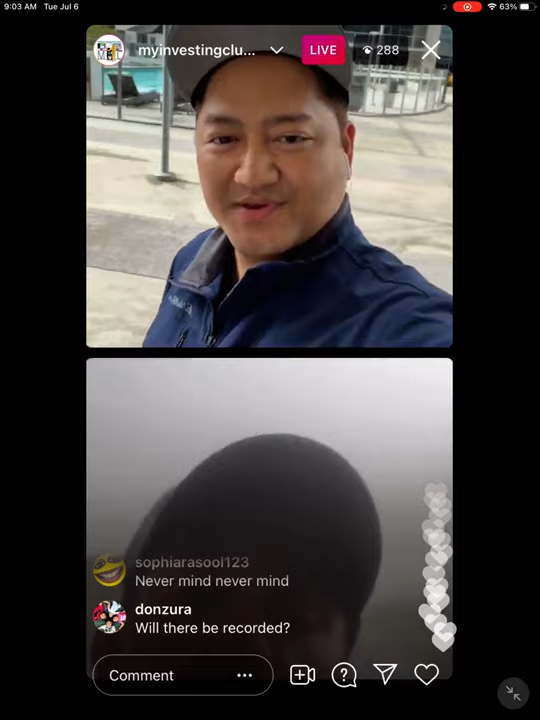 9:03 AM Tue Jul 6
63%
myinvestingclu...
LIVE
288
sophiarasool123
Never mind never mind
donzura
Will there be recorded?
Comment